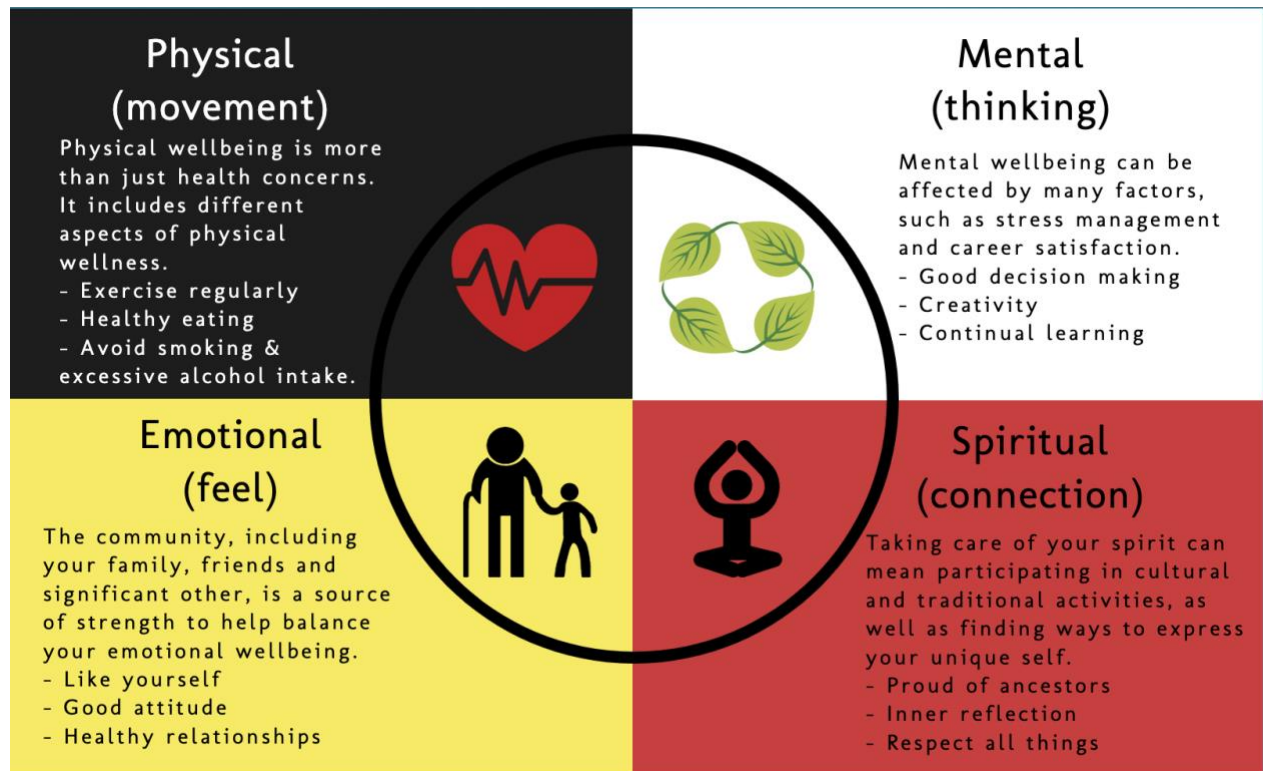 Physical
(movement)
Physical wellbeing is more
than just health concerns.
It includes different
aspects of physical
wellness.
- Exercise regularly
- Healthy eating
- Avoid smoking &
excessive alcohol intake.
Mental
(thinking)
Mental wellbeing can be
affected by many factors,
such as stress management
and career satisfaction.
- Good decision making
- Creativity
- Continual learning
Emotional
(feel)
The community, including
your family, friends and
significant other, is a source
of strength to help balance
your emotional wellbeing.
- Like yourself
- Good attitude
- Healthy relationships
Spiritual
(connection)
Taking care of your spirit can
mean participating in cultural
and traditional activities, as
well as finding ways to express
your unique self.
- Proud of ancestors
- Inner reflection
- Respect all things